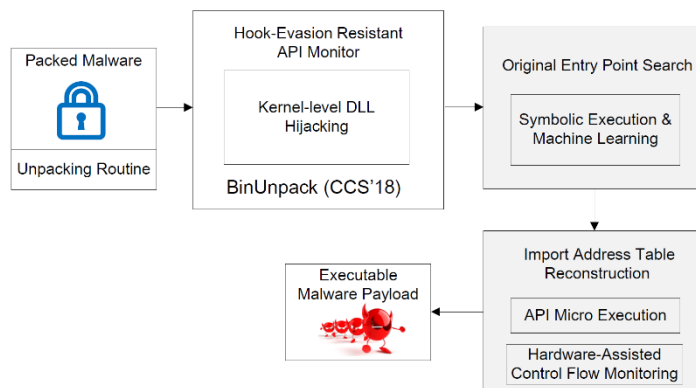 Packed Malware
Unpacking Routine
Hook-Evasion Resistant
API Monitor
Kernel-level DLL
Hijacking
BinUnpack (CCS'18)
Original Entry Point Search
Symbolic Execution &
Machine Learning
Import Address Table
Reconstruction
API Micro Execution
Hardware-Assisted
Control Flow Monitoring
Executable
Malware Payload